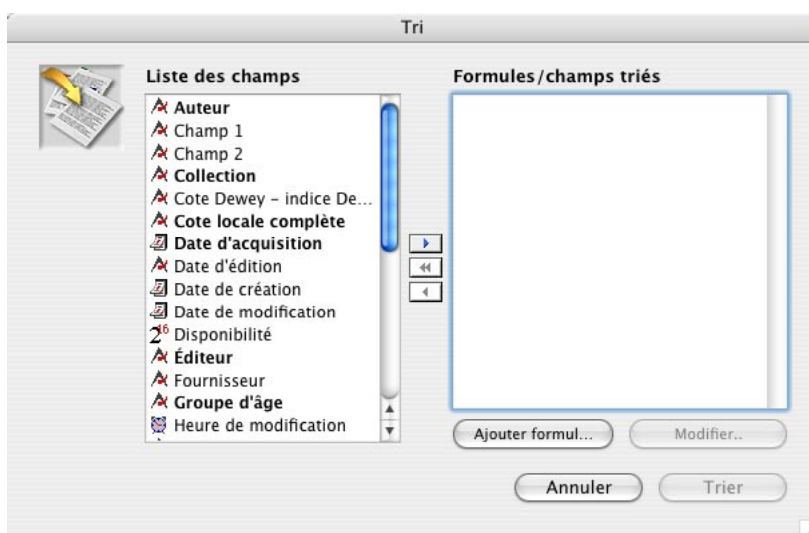 Tri
Liste des champs
Auteur
Champ 1
Champ 2
Collection
Cote Dewey – indice De...
Cote locale complète
Date d'acquisition
Date d'édition
Date de création
Date de modification
2^16 Disponibilité
Éditeur
Fournisseur
Groupe d'âge
Heure de modification
Formules/champs triés
Ajouter formul...
Modifier..
Annuler
Trier